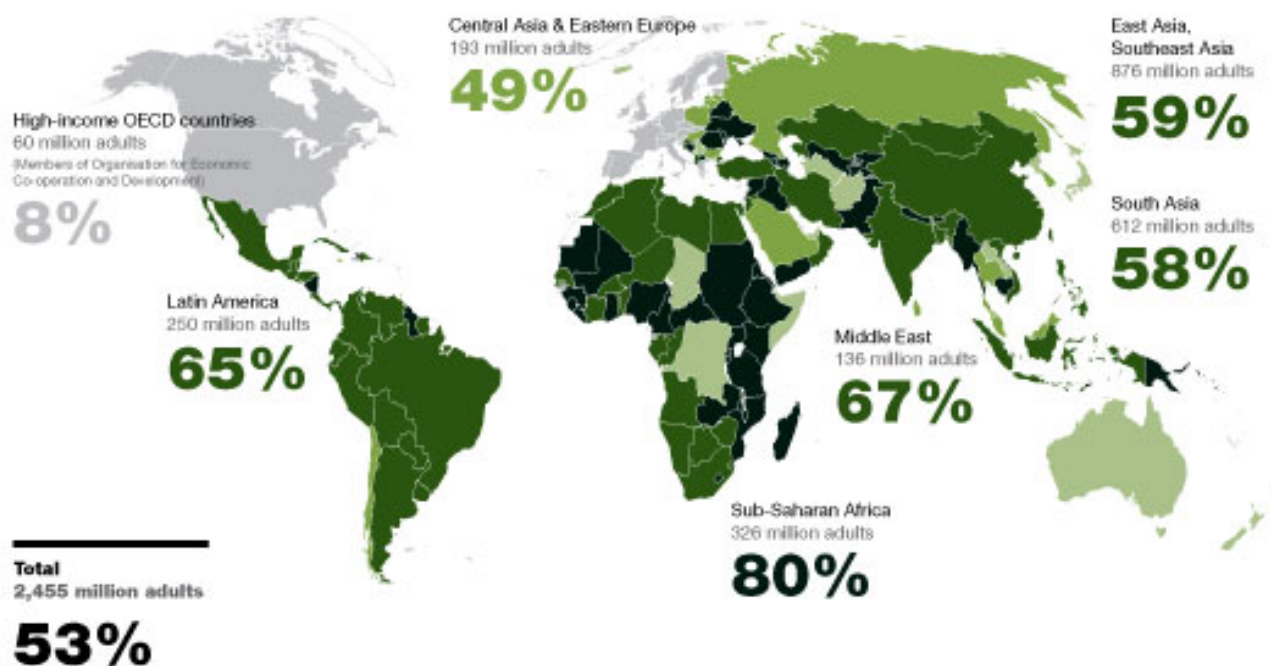 Central Asia & Eastern Europe
193 million adults
49%
East Asia,
Southeast Asia
876 million adults
59%
High-income OECD countries
60 million adults
(Members of Organisation for Economic
Co-operation and Development)
8%
South Asia
612 million adults
58%
Latin America
250 million adults
65%
Middle East
136 million adults
67%
Sub-Saharan Africa
326 million adults
80%
Total
2,455 million adults
53%